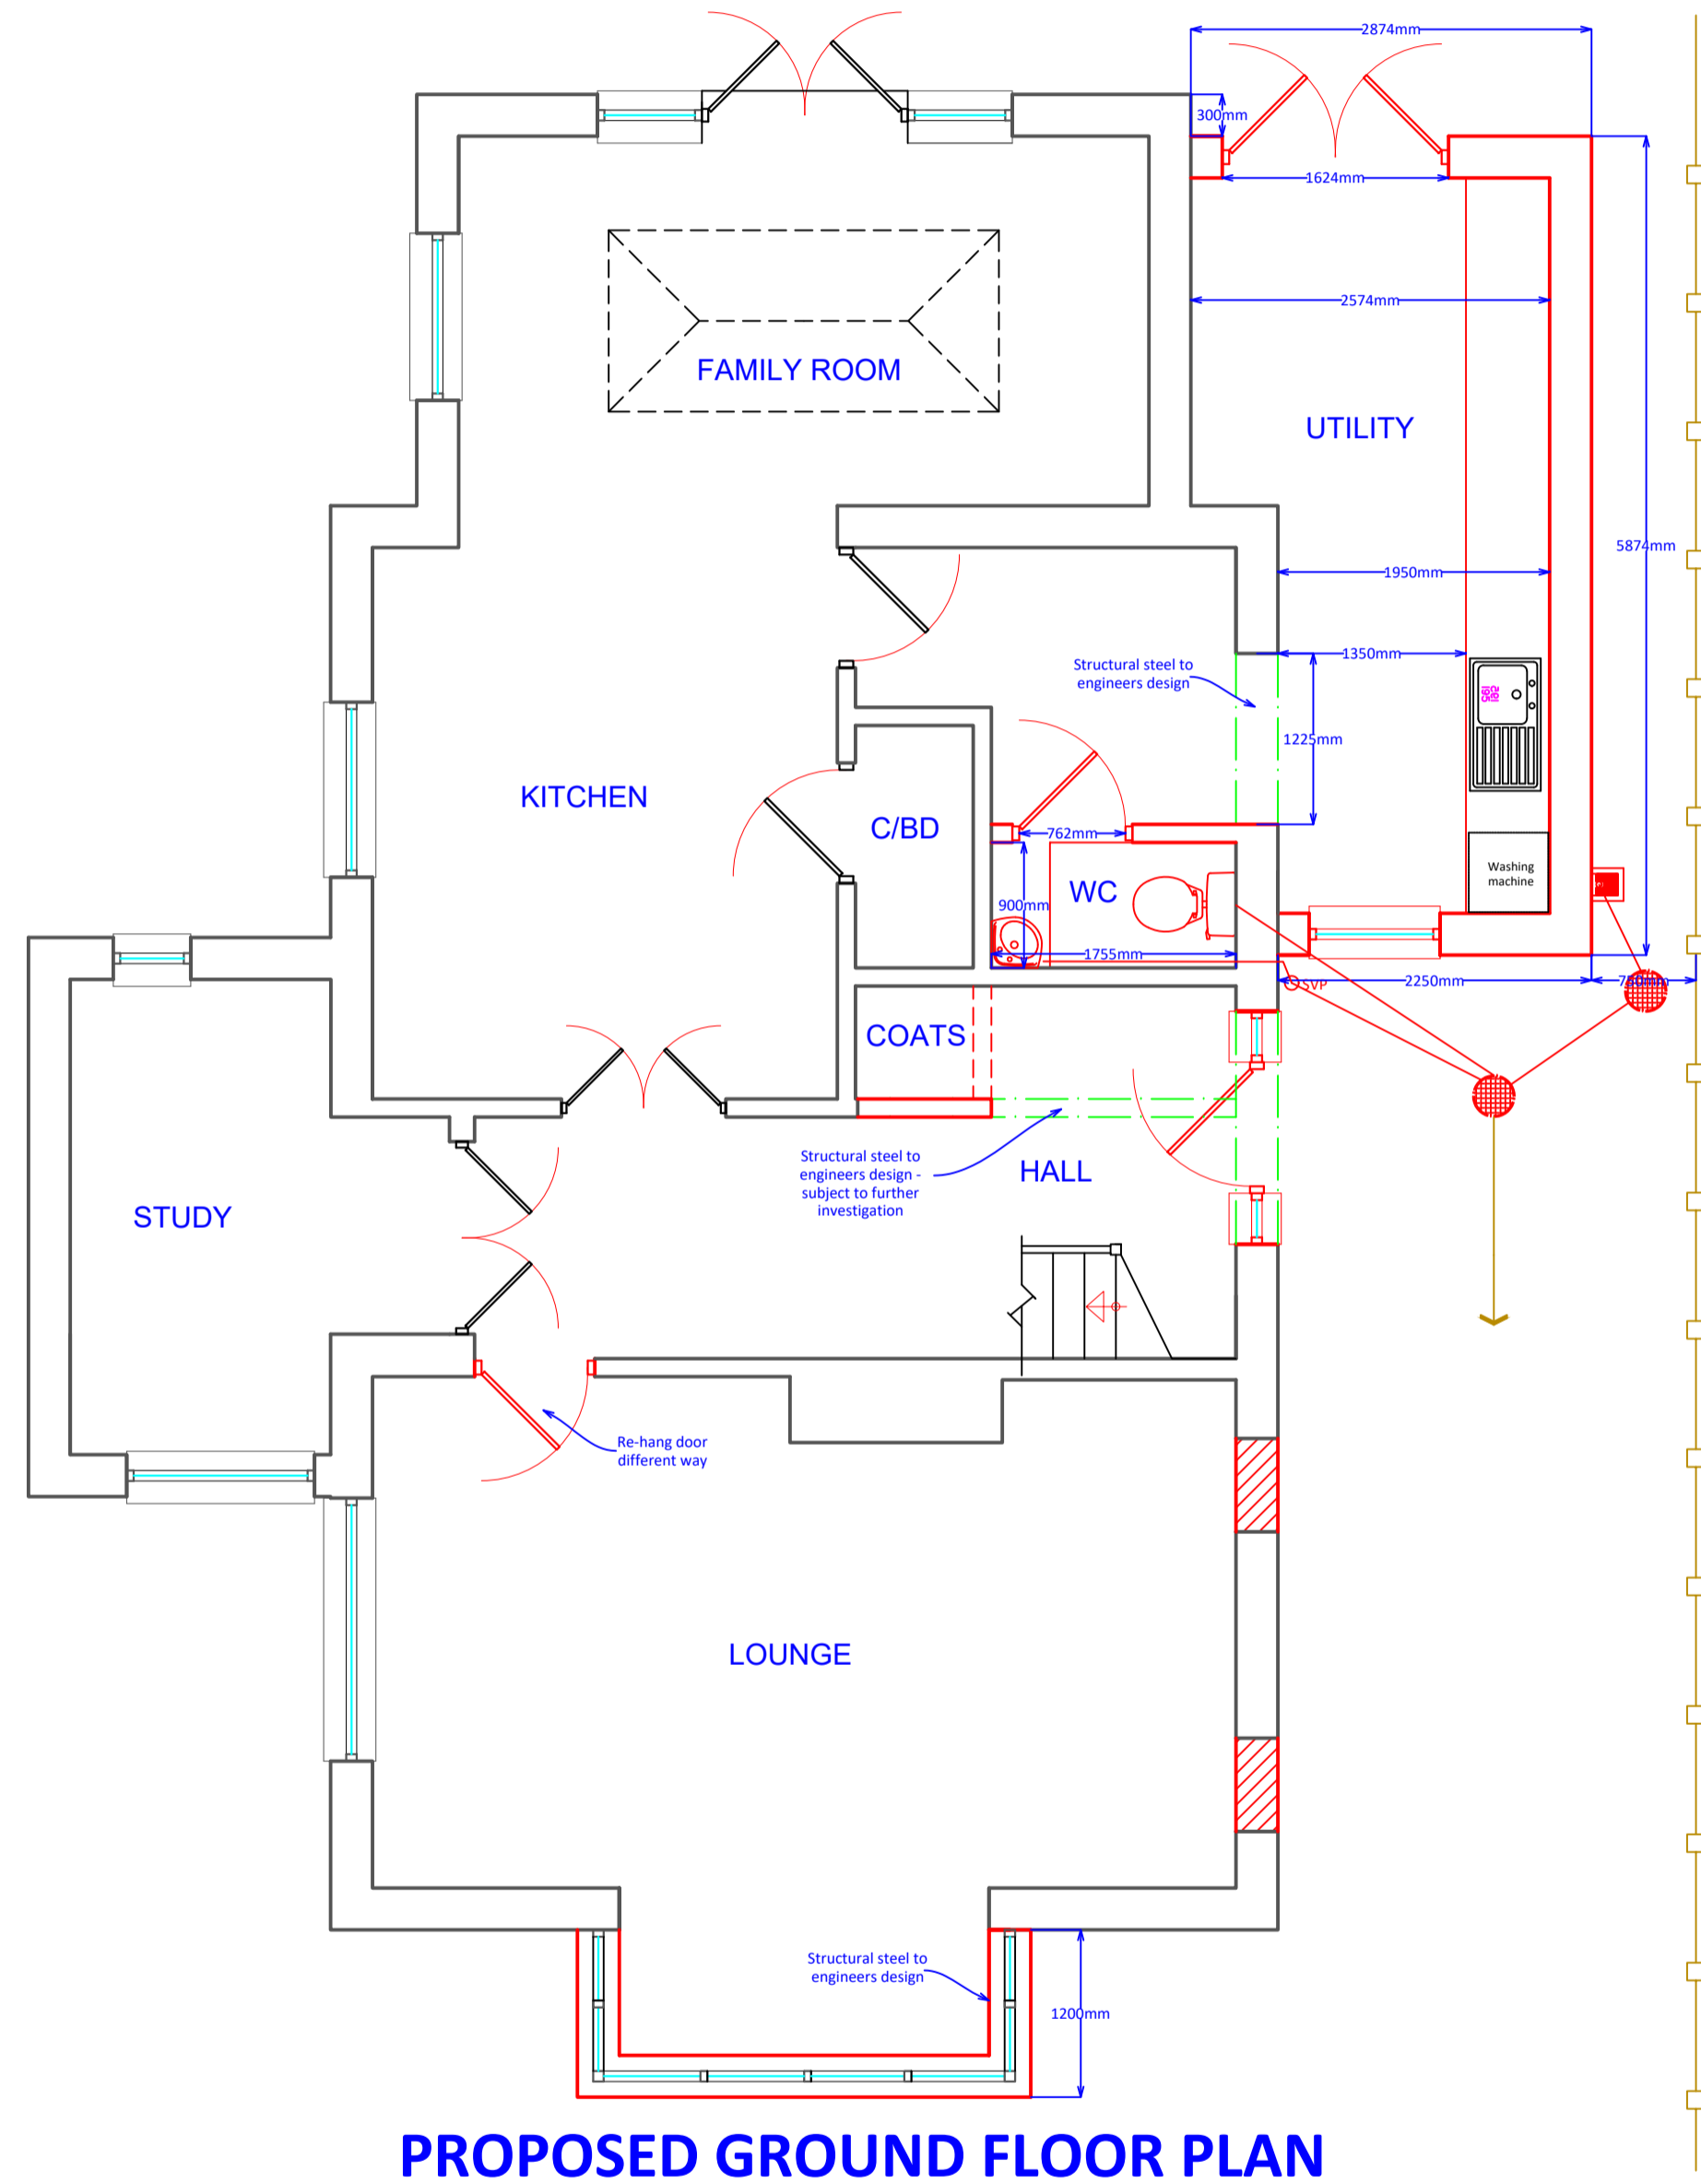 2874mm
300mm
1624mm
2574mm
FAMILY ROOM
UTILITY
5874mm
1950mm
1350mm
Structural steel to
engineers design
1225mm
KITCHEN
C/BD
762mm
WC
900mm
1755mm
Washing
machine
2250mm
750mm
SVP
COATS
Structural steel to
engineers design -
subject to further
investigation
HALL
STUDY
Re-hang door
different way
LOUNGE
Structural steel to
engineers design
1200mm
PROPOSED GROUND FLOOR PLAN